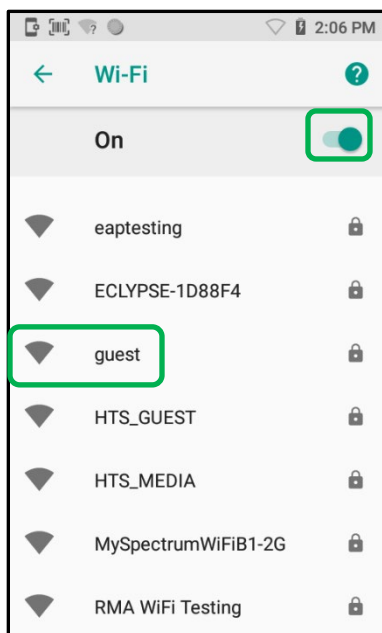 2:06 PM
Wi-Fi
On
eaptesting
ECLYPSE-1D88F4
guest
HTS_GUEST
HTS_MEDIA
MySpectrumWiFiB1-2G
RMA WiFi Testing